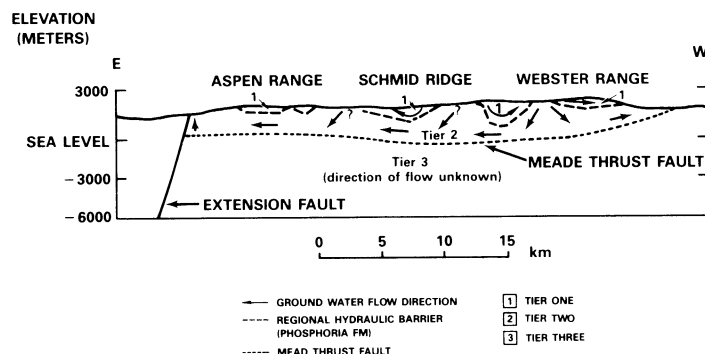 ELEVATION
(METERS)
E
W
ASPEN RANGE
SCHMID RIDGE
WEBSTER RANGE
3000
1
1
1
1
?
?
SEA LEVEL
Tier 2
Tier 3
(direction of flow unknown)
MEADE THRUST FAULT
-3000
-6000
EXTENSION FAULT
0 5 10 15
km
GROUND WATER FLOW DIRECTION
REGIONAL HYDRAULIC BARRIER
(PHOSPHORIA FM)
MEAD THRUST FAULT
1 TIER ONE
2 TIER TWO
3 TIER THREE